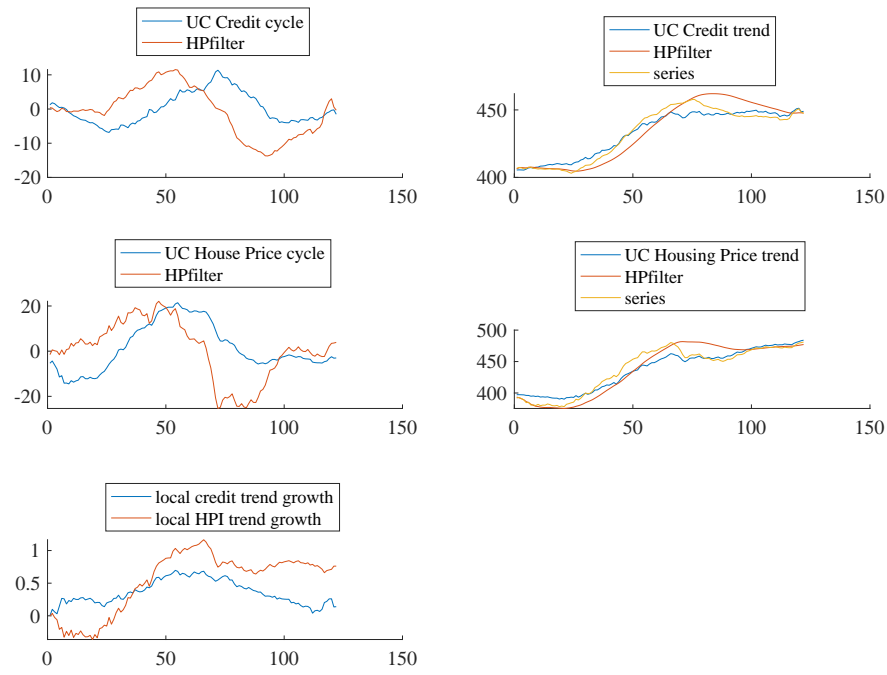 UC Credit cycle
HPfilter
10
0
-10
-20
0
50
100
150
UC Credit trend
HPfilter
series
450
400
0
50
100
150
UC House Price cycle
HPfilter
20
0
-20
0
50
100
150
UC Housing Price trend
HPfilter
series
500
450
400
0
50
100
150
local credit trend growth
local HPI trend growth
1
0.5
0
0
50
100
150